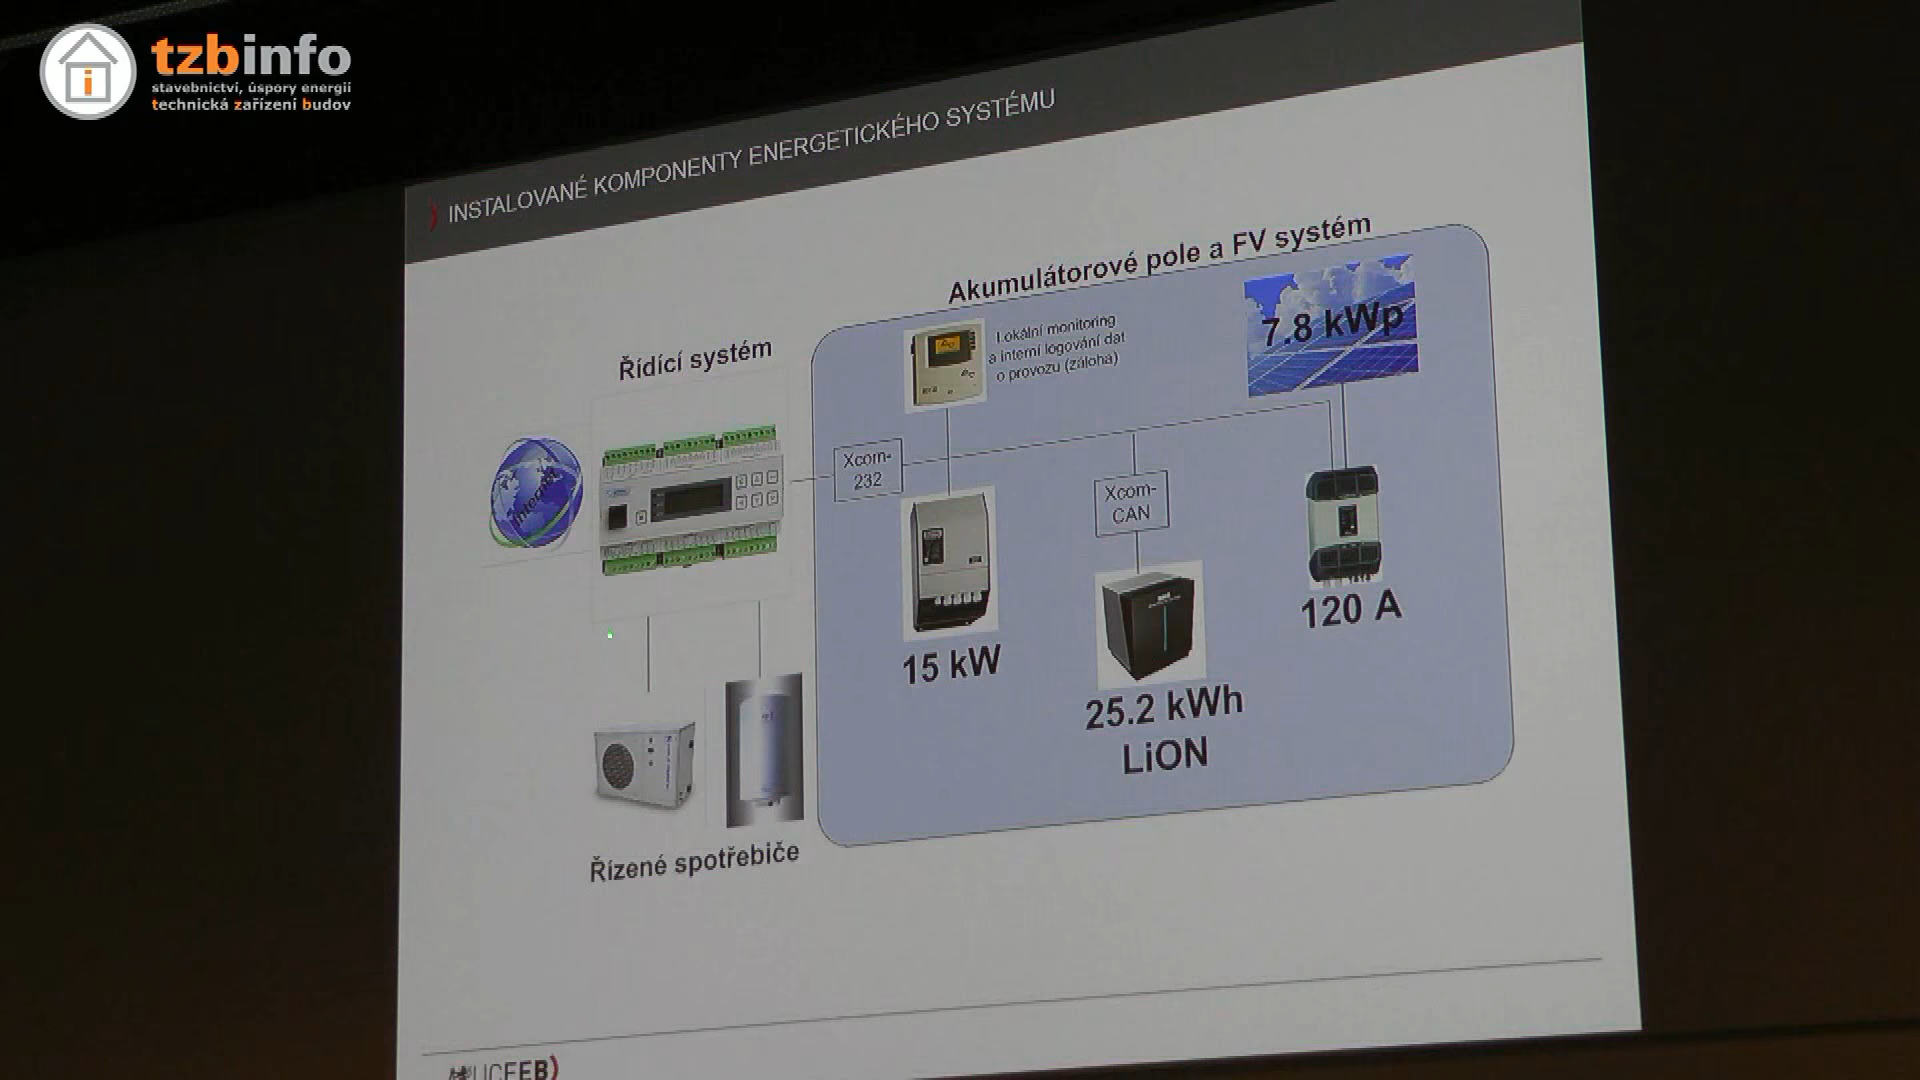 tzbinfo
stavebnictví, úspory energií
technická zařízení budov
INSTALOVANÉ KOMPONENTY ENERGETICKÉHO SYSTÉMU
Akumulátorové pole a FV systém
Řídící systém
Lokální monitoring
a interní logování dat
o provozu (záloha)
7.8 kWp
Internet
Xcom-
232
Xcom-
CAN
120 A
15 kW
25.2 kWh
LiON
Řízené spotřebiče
UCEEB